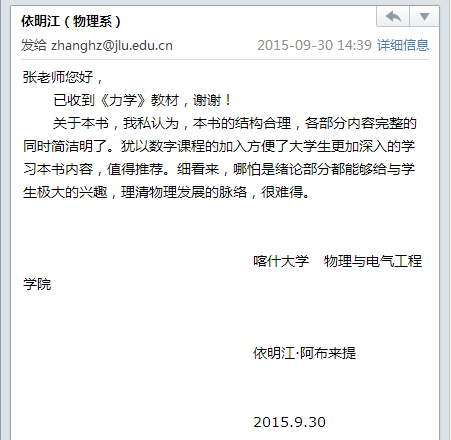 依明江（物理系）
发给 zhanghz@jlu.edu.cn 2015-09-30 14:39 详细信息
张老师您好，
已收到《力学》教材，谢谢！
关于本书，我私认为，本书的结构合理，各部分内容完整的
同时简洁明了。犹以数字课程的加入方便了大学生更加深入的学
习本书内容，值得推荐。细看来，哪怕是绪论部分都能够给与学
生极大的兴趣，理清物理发展的脉络，很难得。
喀什大学 物理与电气工程
学院
依明江·阿布来提
2015.9.30